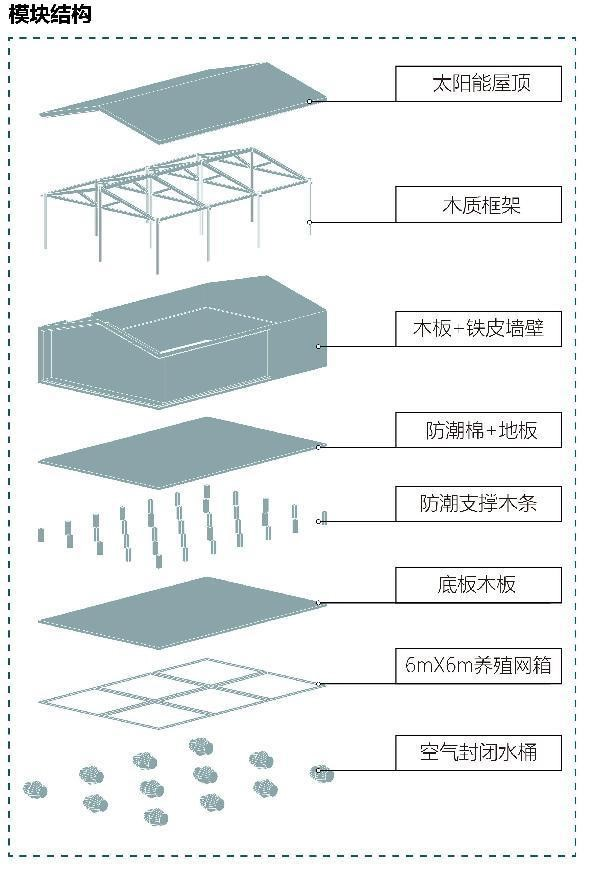 模块结构
太阳能屋顶
木质框架
木板+铁皮墙壁
防潮棉+地板
防潮支撑木条
底板木板
6mX6m养殖网箱
空气封闭水桶